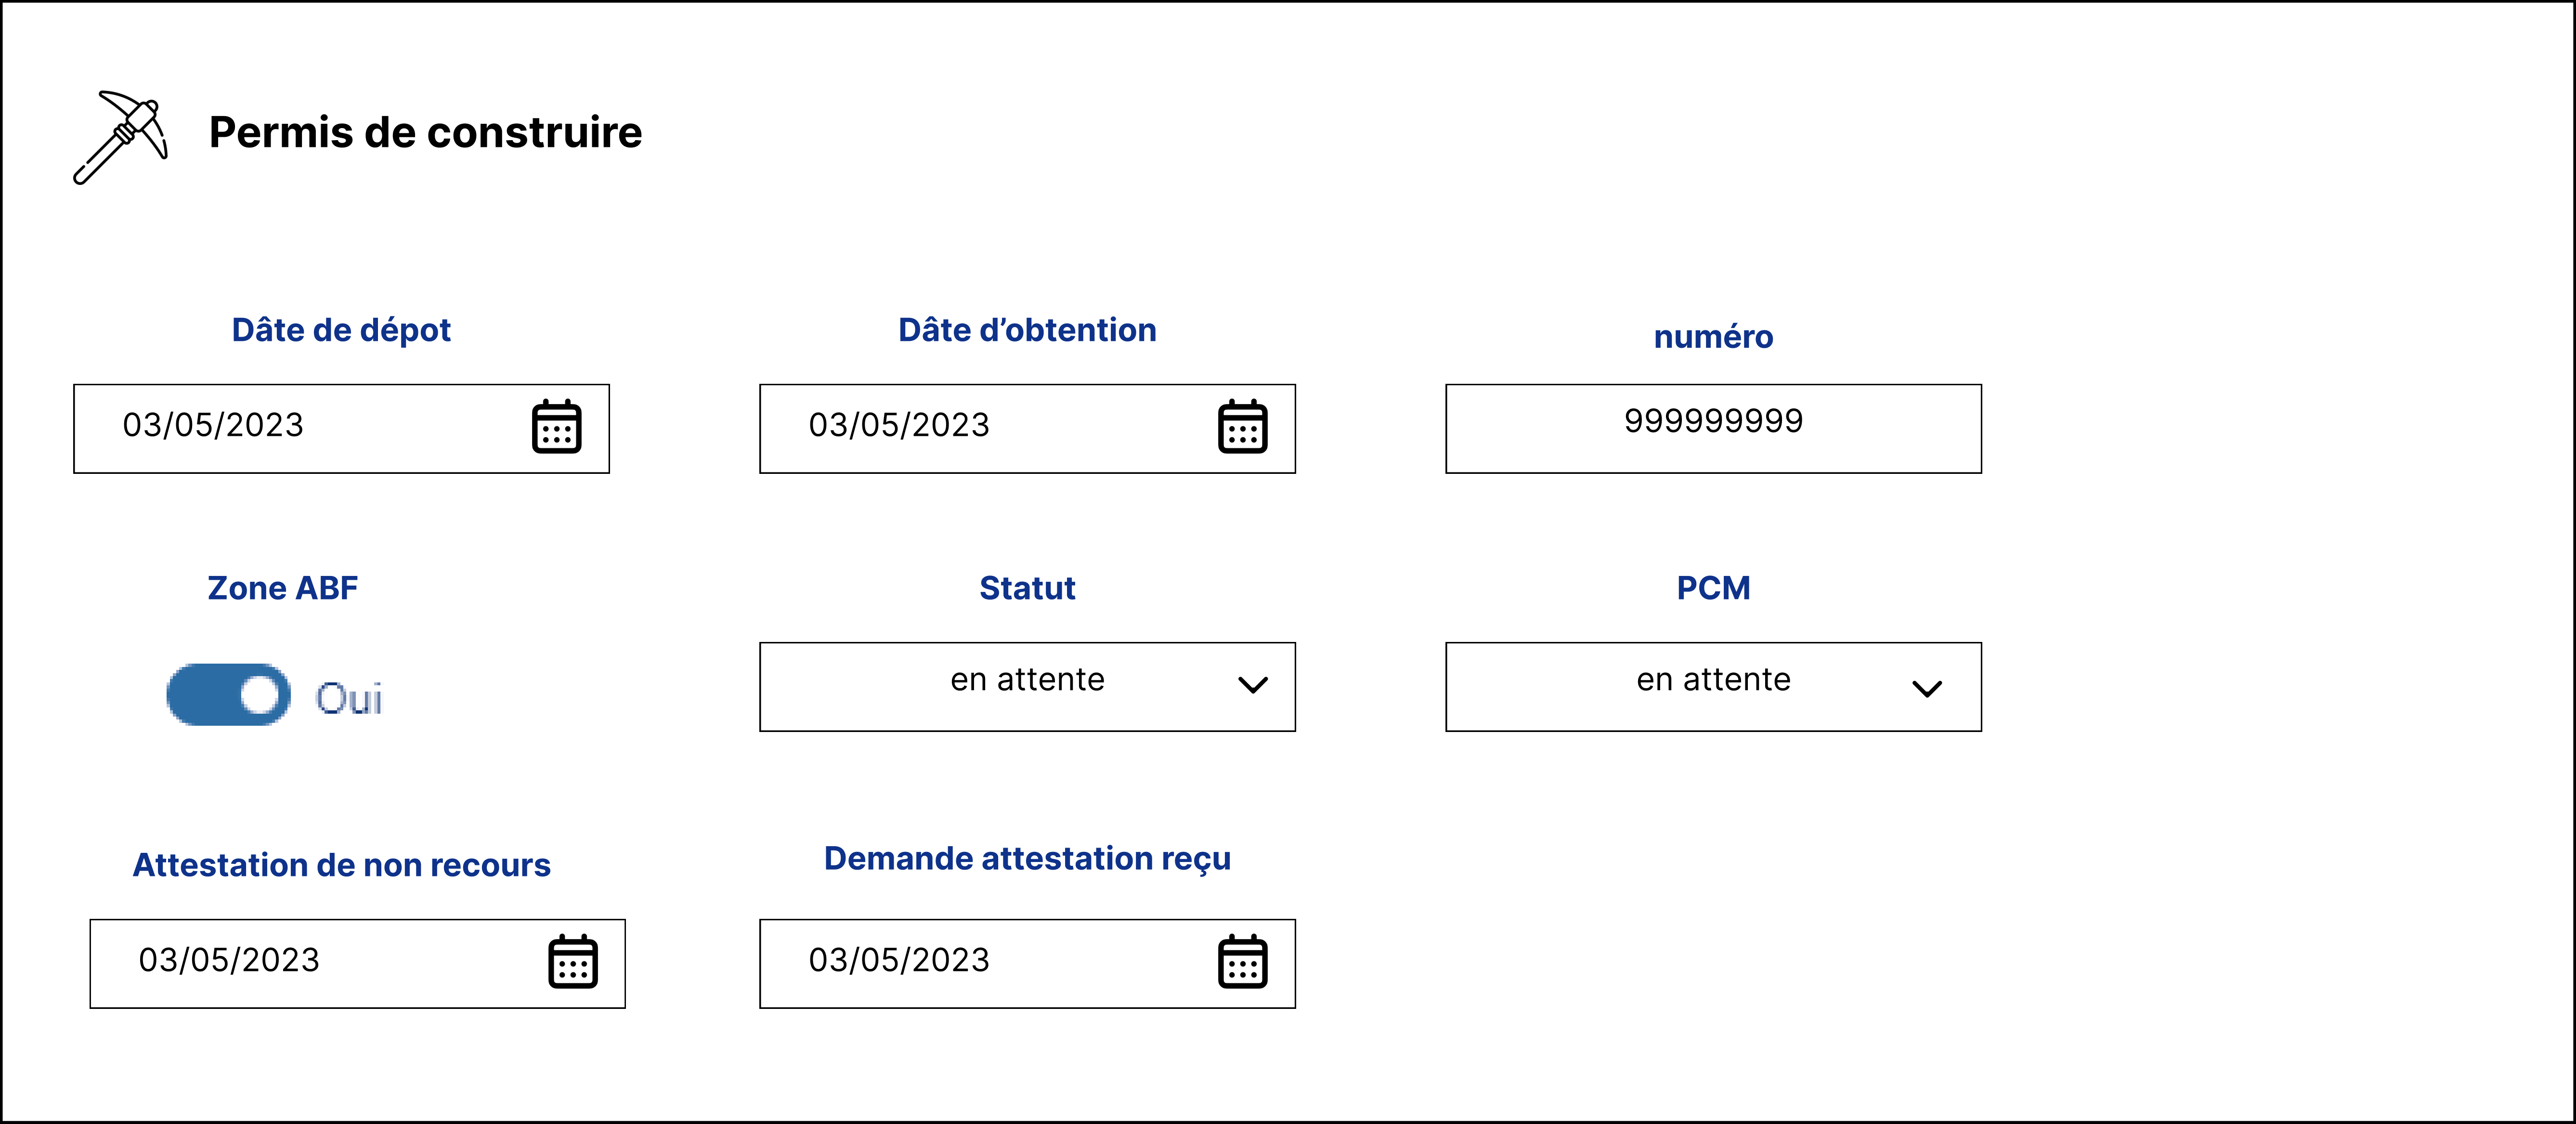 Permis de construire
Dâte de dépot
Dâte d’obtention
numéro
03/05/2023
03/05/2023
999999999
Zone ABF
Statut
PCM
Oui
en attente
en attente
Attestation de non recours
Demande attestation reçu
03/05/2023
03/05/2023